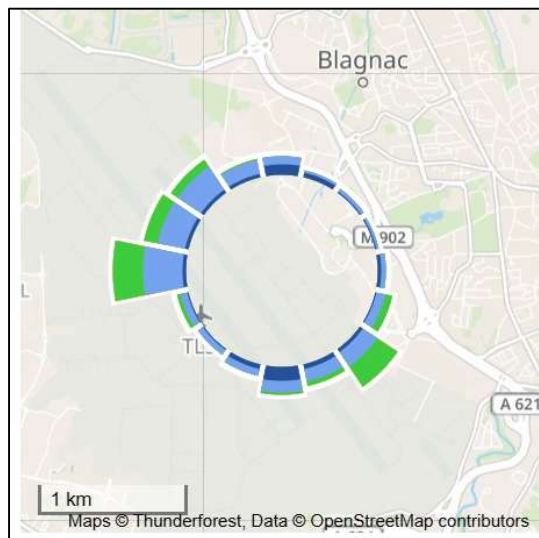 Blagnac
M 902
L
TLS
A 621
1 km
Maps © Thunderforest, Data © OpenStreetMap contributors